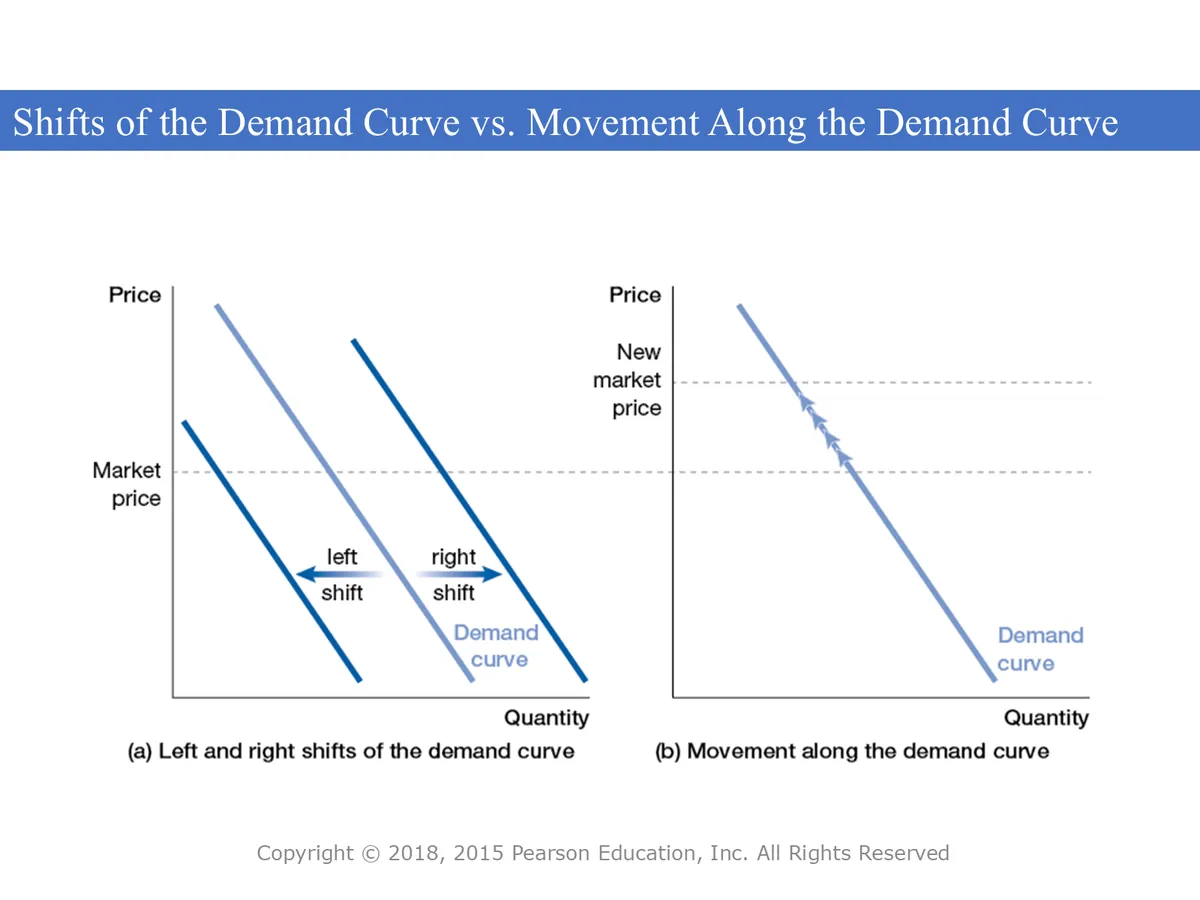 Shifts of the Demand Curve vs. Movement Along the Demand Curve
Price
Market
price
left
shift
right
shift
Demand
curve
Quantity
(a) Left and right shifts of the demand curve
Price
New
market
price
Demand
curve
Quantity
(b) Movement along the demand curve
Copyright © 2018, 2015 Pearson Education, Inc. All Rights Reserved